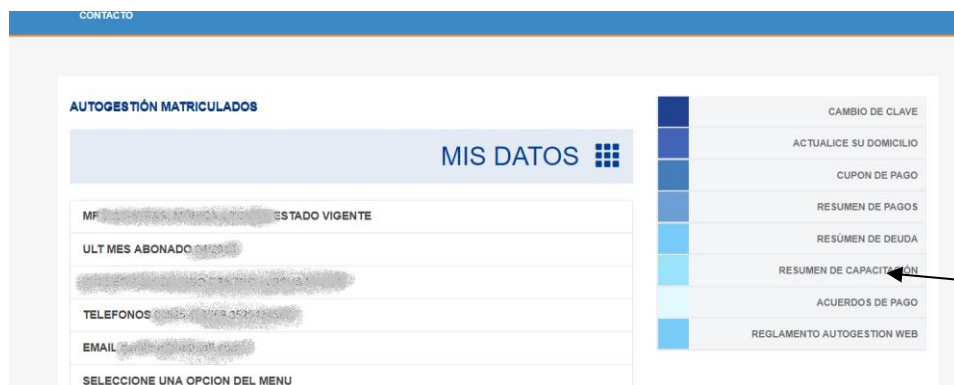 CONTACTO
AUTOGESTIÓN MATRICULADOS
MIS DATOS
ESTADO VIGENTE
ULT MES ABONADO
TELEFONOS
EMAIL
SELECCIONE UNA OPCION DEL MENU
CAMBIO DE CLAVE
ACTUALICE SU DOMICILIO
CUPON DE PAGO
RESUMEN DE PAGOS
RESÚMEN DE DEUDA
RESUMEN DE CAPACITACIÓN
ACUERDOS DE PAGO
REGLAMENTO AUTOGESTION WEB